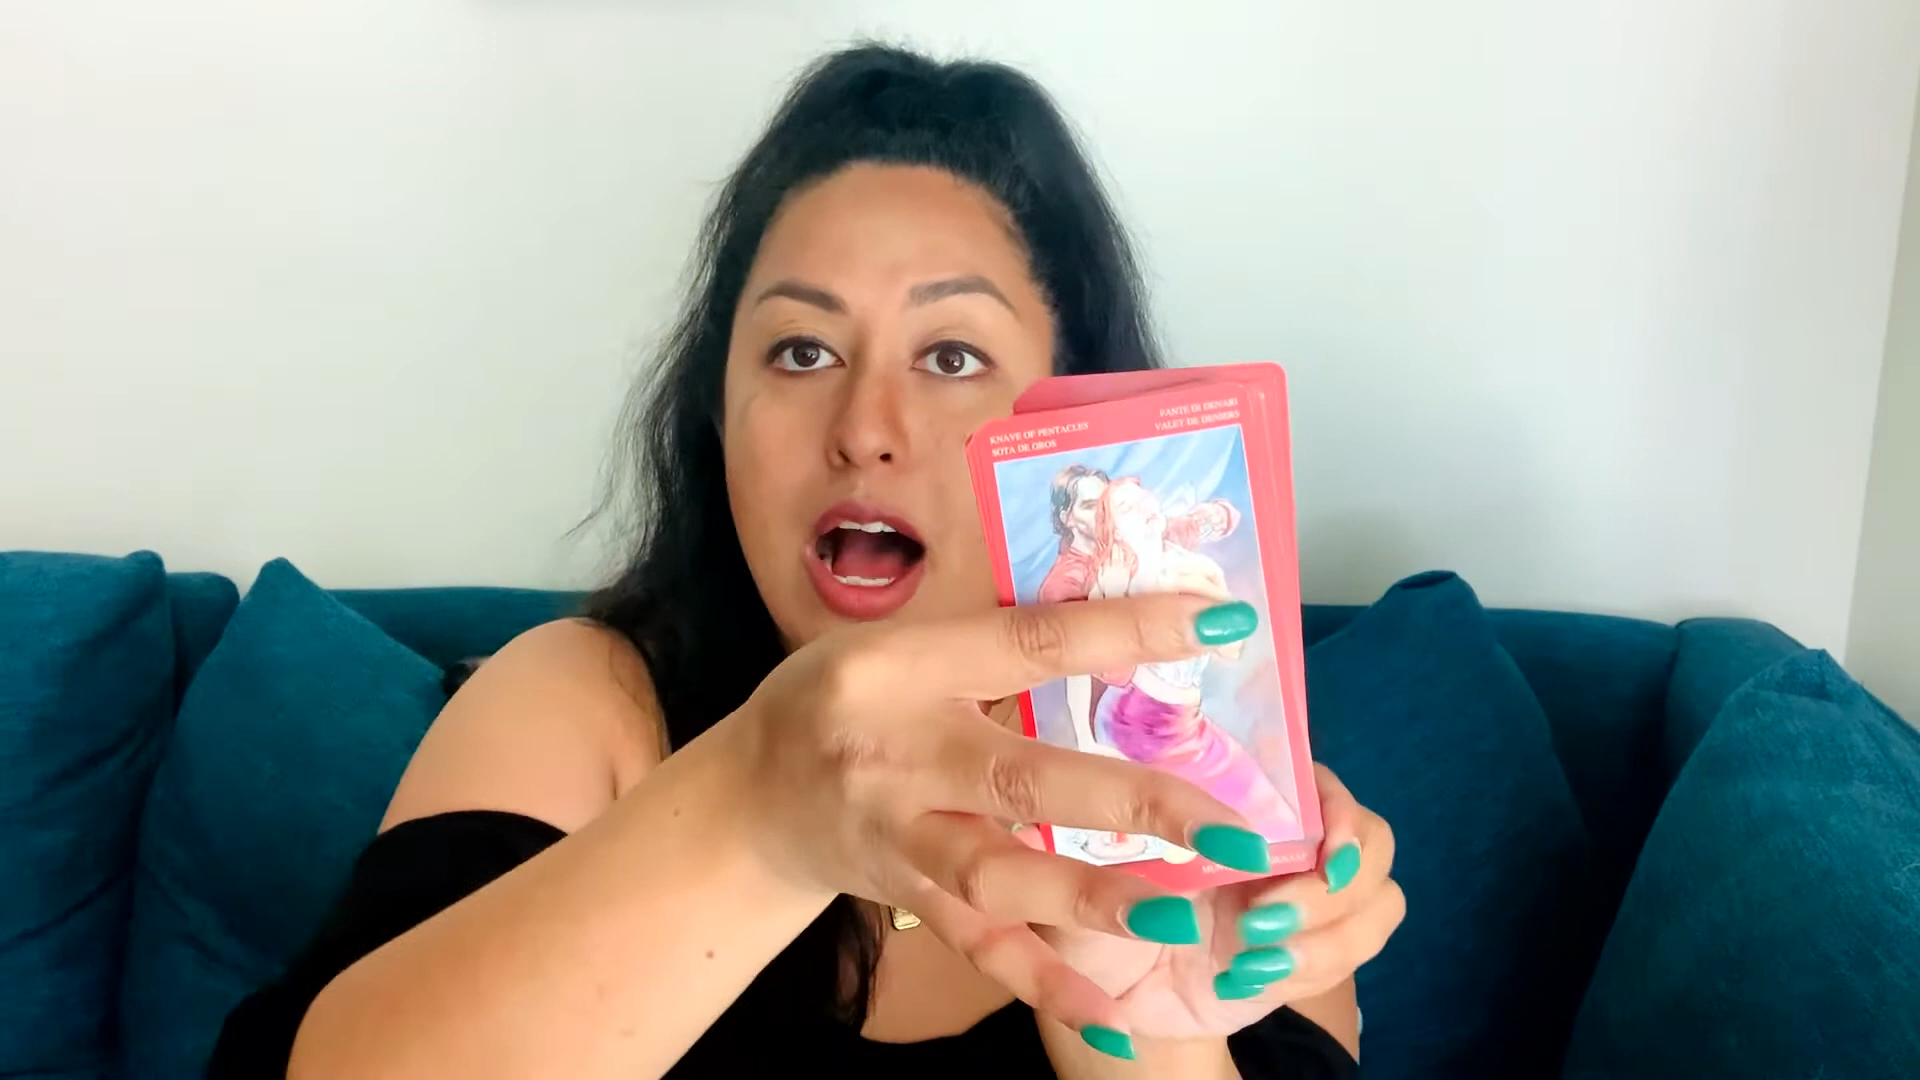 KNAVE OF PENTACLES
SOTA DE OROS
FANTE DI DENARI
VALET DE DENIERS